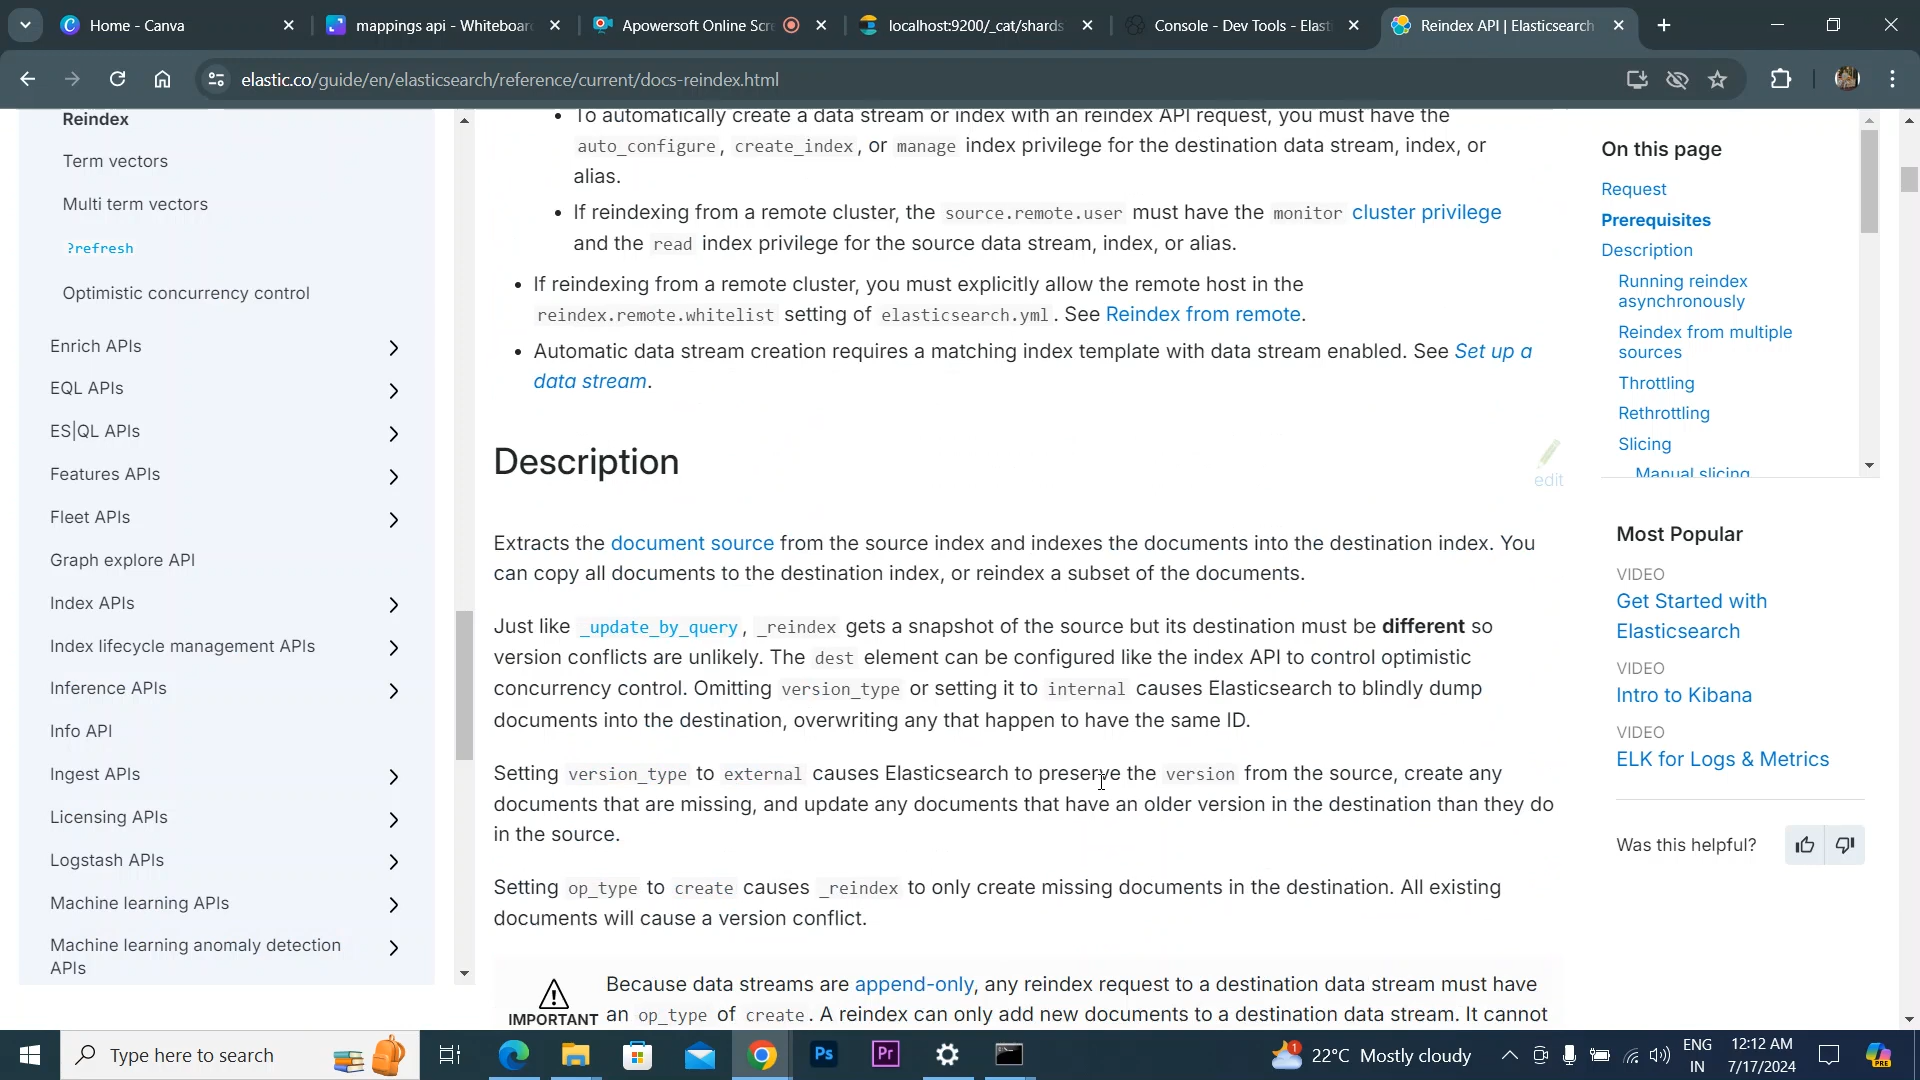 Home - Canva
mappings api - Whiteboar
Apowersoft Online Scr
localhost:9200/_cat/shards
Console - Dev Tools - Elast
Reindex API | Elasticsearch
elastic.co/guide/en/elasticsearch/reference/current/docs-reindex.html
Reindex
Term vectors
Multi term vectors
?refresh
Optimistic concurrency control
Enrich APIs
EQL APIs
ES|QL APIs
Features APIs
Fleet APIs
Graph explore API
Index APIs
Index lifecycle management APIs
Inference APIs
Info API
Ingest APIs
Licensing APIs
Logstash APIs
Machine learning APIs
Machine learning anomaly detection
APIs
• To automatically create a data stream or index with an reindex API request, you must have the
auto_configure, create_index, or manage index privilege for the destination data stream, index, or
alias.
• If reindexing from a remote cluster, the source.remote.user must have the monitor cluster privilege
and the read index privilege for the source data stream, index, or alias.
• If reindexing from a remote cluster, you must explicitly allow the remote host in the
reindex.remote.whitelist setting of elasticsearch.yml. See Reindex from remote.
• Automatic data stream creation requires a matching index template with data stream enabled. See Set up a
data stream.
Description
edit
Extracts the document source from the source index and indexes the documents into the destination index. You
can copy all documents to the destination index, or reindex a subset of the documents.
Just like _update_by_query, _reindex gets a snapshot of the source but its destination must be different so
version conflicts are unlikely. The dest element can be configured like the index API to control optimistic
concurrency control. Omitting version_type or setting it to internal causes Elasticsearch to blindly dump
documents into the destination, overwriting any that happen to have the same ID.
Setting version_type to external causes Elasticsearch to preserve the version from the source, create any
documents that are missing, and update any documents that have an older version in the destination than they do
in the source.
Setting op_type to create causes _reindex to only create missing documents in the destination. All existing
documents will cause a version conflict.
IMPORTANT
Because data streams are append-only, any reindex request to a destination data stream must have
an op_type of create. A reindex can only add new documents to a destination data stream. It cannot
On this page
Request
Prerequisites
Description
Running reindex
asynchronously
Reindex from multiple
sources
Throttling
Rethrottling
Slicing
Manual slicing
Most Popular
VIDEO
Get Started with
Elasticsearch
VIDEO
Intro to Kibana
VIDEO
ELK for Logs & Metrics
Was this helpful?
Type here to search
Ps
Pr
1
22°C Mostly cloudy
ENG
IN
12:12 AM
7/17/2024
PRE